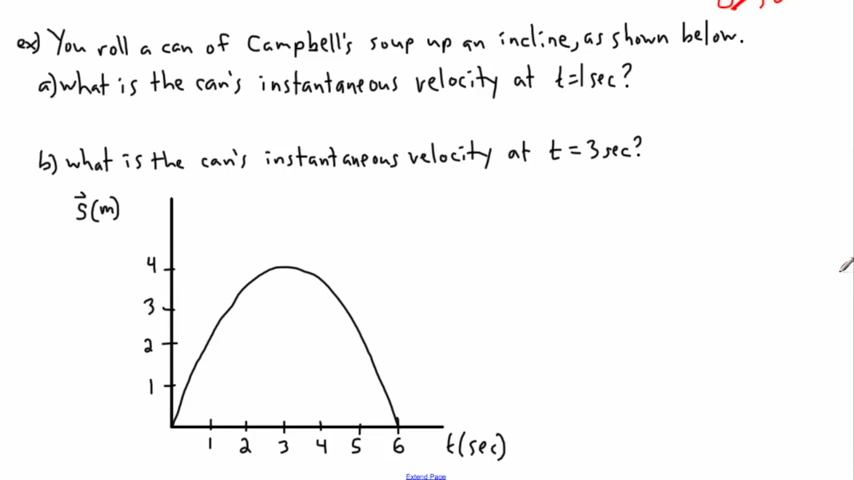 ex) You roll a can of Campbell's soup up an incline, as shown below.
a) what is the can's instantaneous velocity at t=1sec?
b) what is the can's instantaneous velocity at t=3sec?
s(m)
4
3
2
1
1 2 3 4 5 6 t(sec)
Extend Page